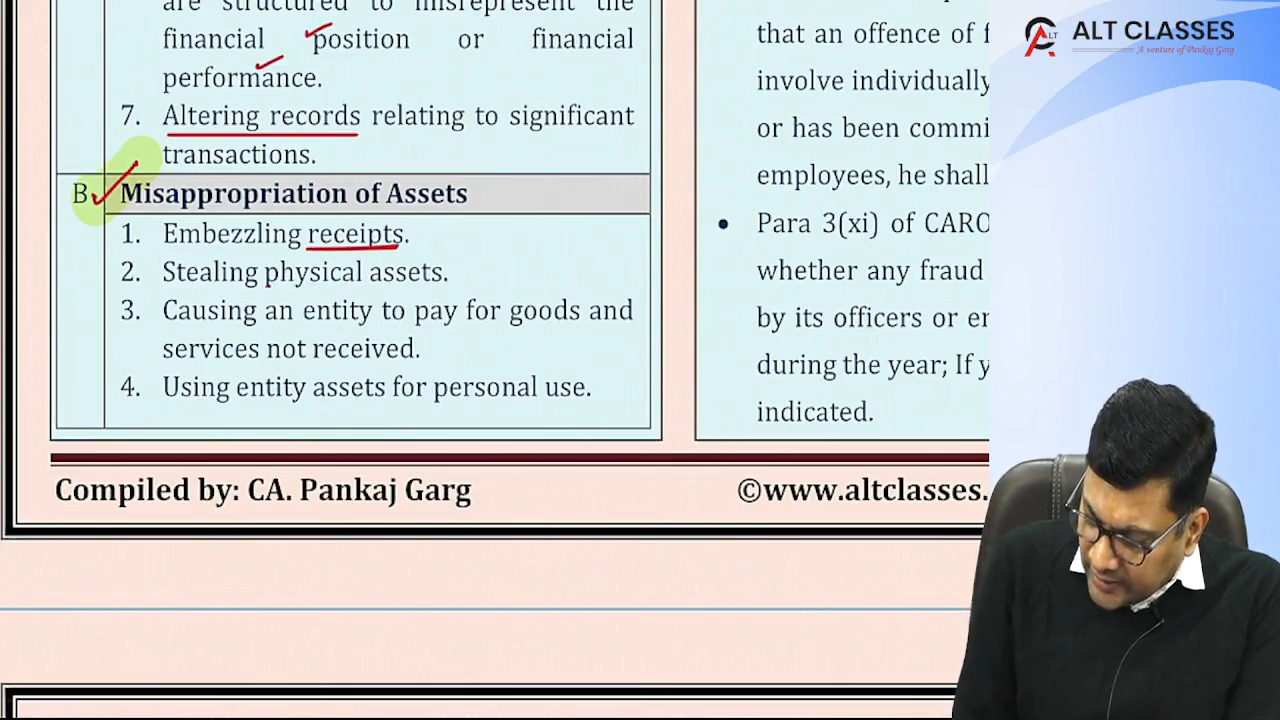 are structured to misrepresent the
financial position or financial
performance.
7. Altering records relating to significant
transactions.
B. Misappropriation of Assets
1. Embezzling receipts.
2. Stealing physical assets.
3. Causing an entity to pay for goods and
services not received.
4. Using entity assets for personal use.
that an offence of f
involve individually
or has been commi
employees, he shall
• Para 3(xi) of CARO
whether any fraud
by its officers or en
during the year; If y
indicated.
Compiled by: CA. Pankaj Garg
©www.altclasses.
ALT
ALT CLASSES
A venture of Pankaj Garg